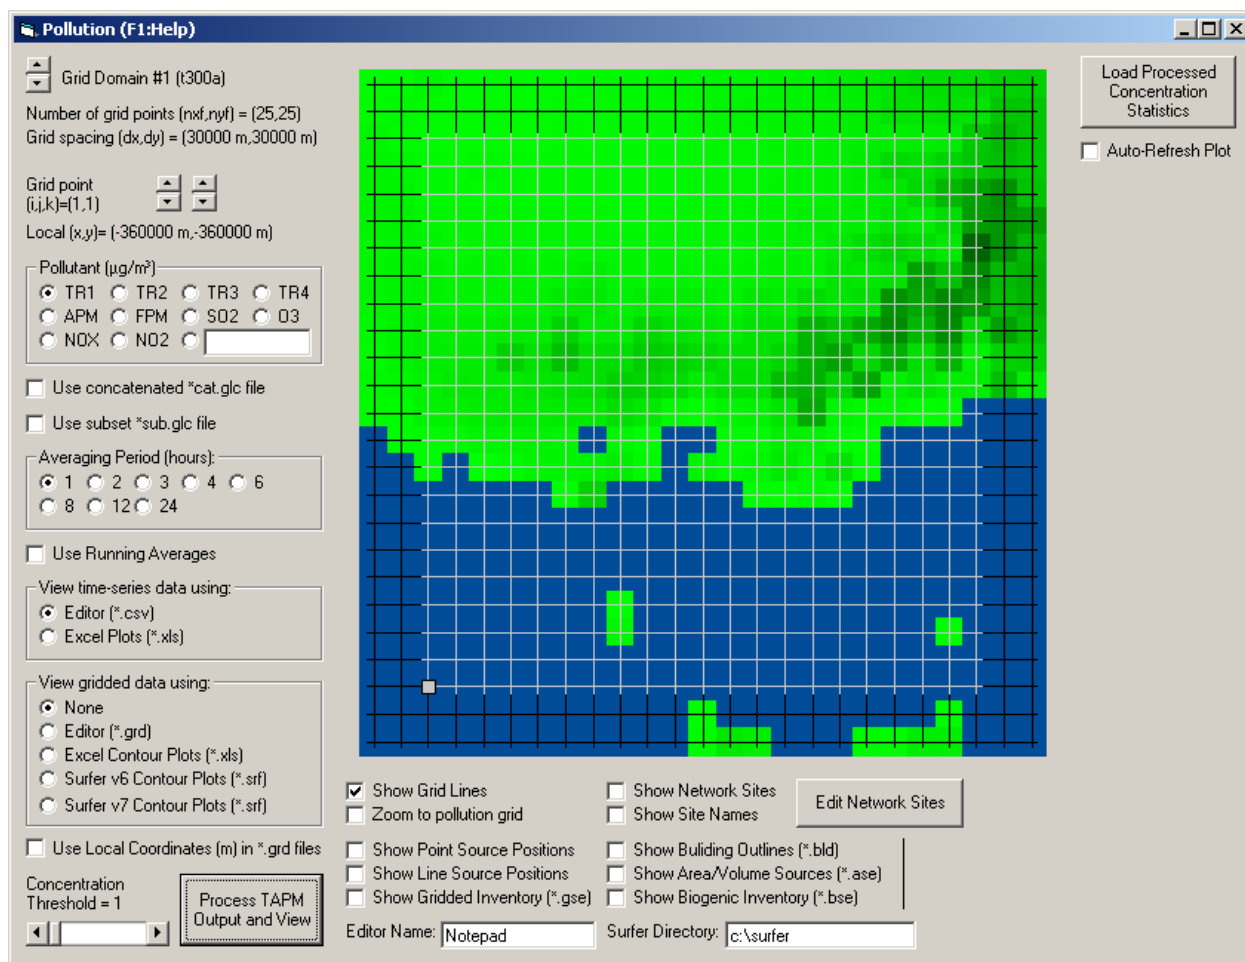 Pollution (F1:Help)
Grid Domain #1 (t300a)
Number of grid points (nxf,nyf) = (25,25)
Grid spacing (dx,dy) = (30000 m,30000 m)
Grid point
(i,j,k)=(1,1)
Local (x,y)= (-360000 m,-360000 m)
Pollutant (µg/m³)
TR1 TR2 TR3 TR4
APM FPM SO2 O3
NOX NO2
Use concatenated *cat.glc file
Use subset *sub.glc file
Averaging Period (hours):
1 2 3 4 6
8 12 24
Use Running Averages
View time-series data using:
Editor (*.csv)
Excel Plots (*.xls)
View gridded data using:
None
Editor (*.grd)
Excel Contour Plots (*.xls)
Surfer v6 Contour Plots (*.srf)
Surfer v7 Contour Plots (*.srf)
Use Local Coordinates (m) in *.grd files
Concentration
Threshold = 1
Process TAPM
Output and View
Show Grid Lines
Zoom to pollution grid
Show Point Source Positions
Show Line Source Positions
Show Gridded Inventory (*.gse)
Show Network Sites
Show Site Names
Edit Network Sites
Show Buliding Outlines (*.bld)
Show Area/Volume Sources (*.ase)
Show Biogenic Inventory (*.bse)
Editor Name: Notepad
Surfer Directory: c:\surfer
Load Processed
Concentration
Statistics
Auto-Refresh Plot